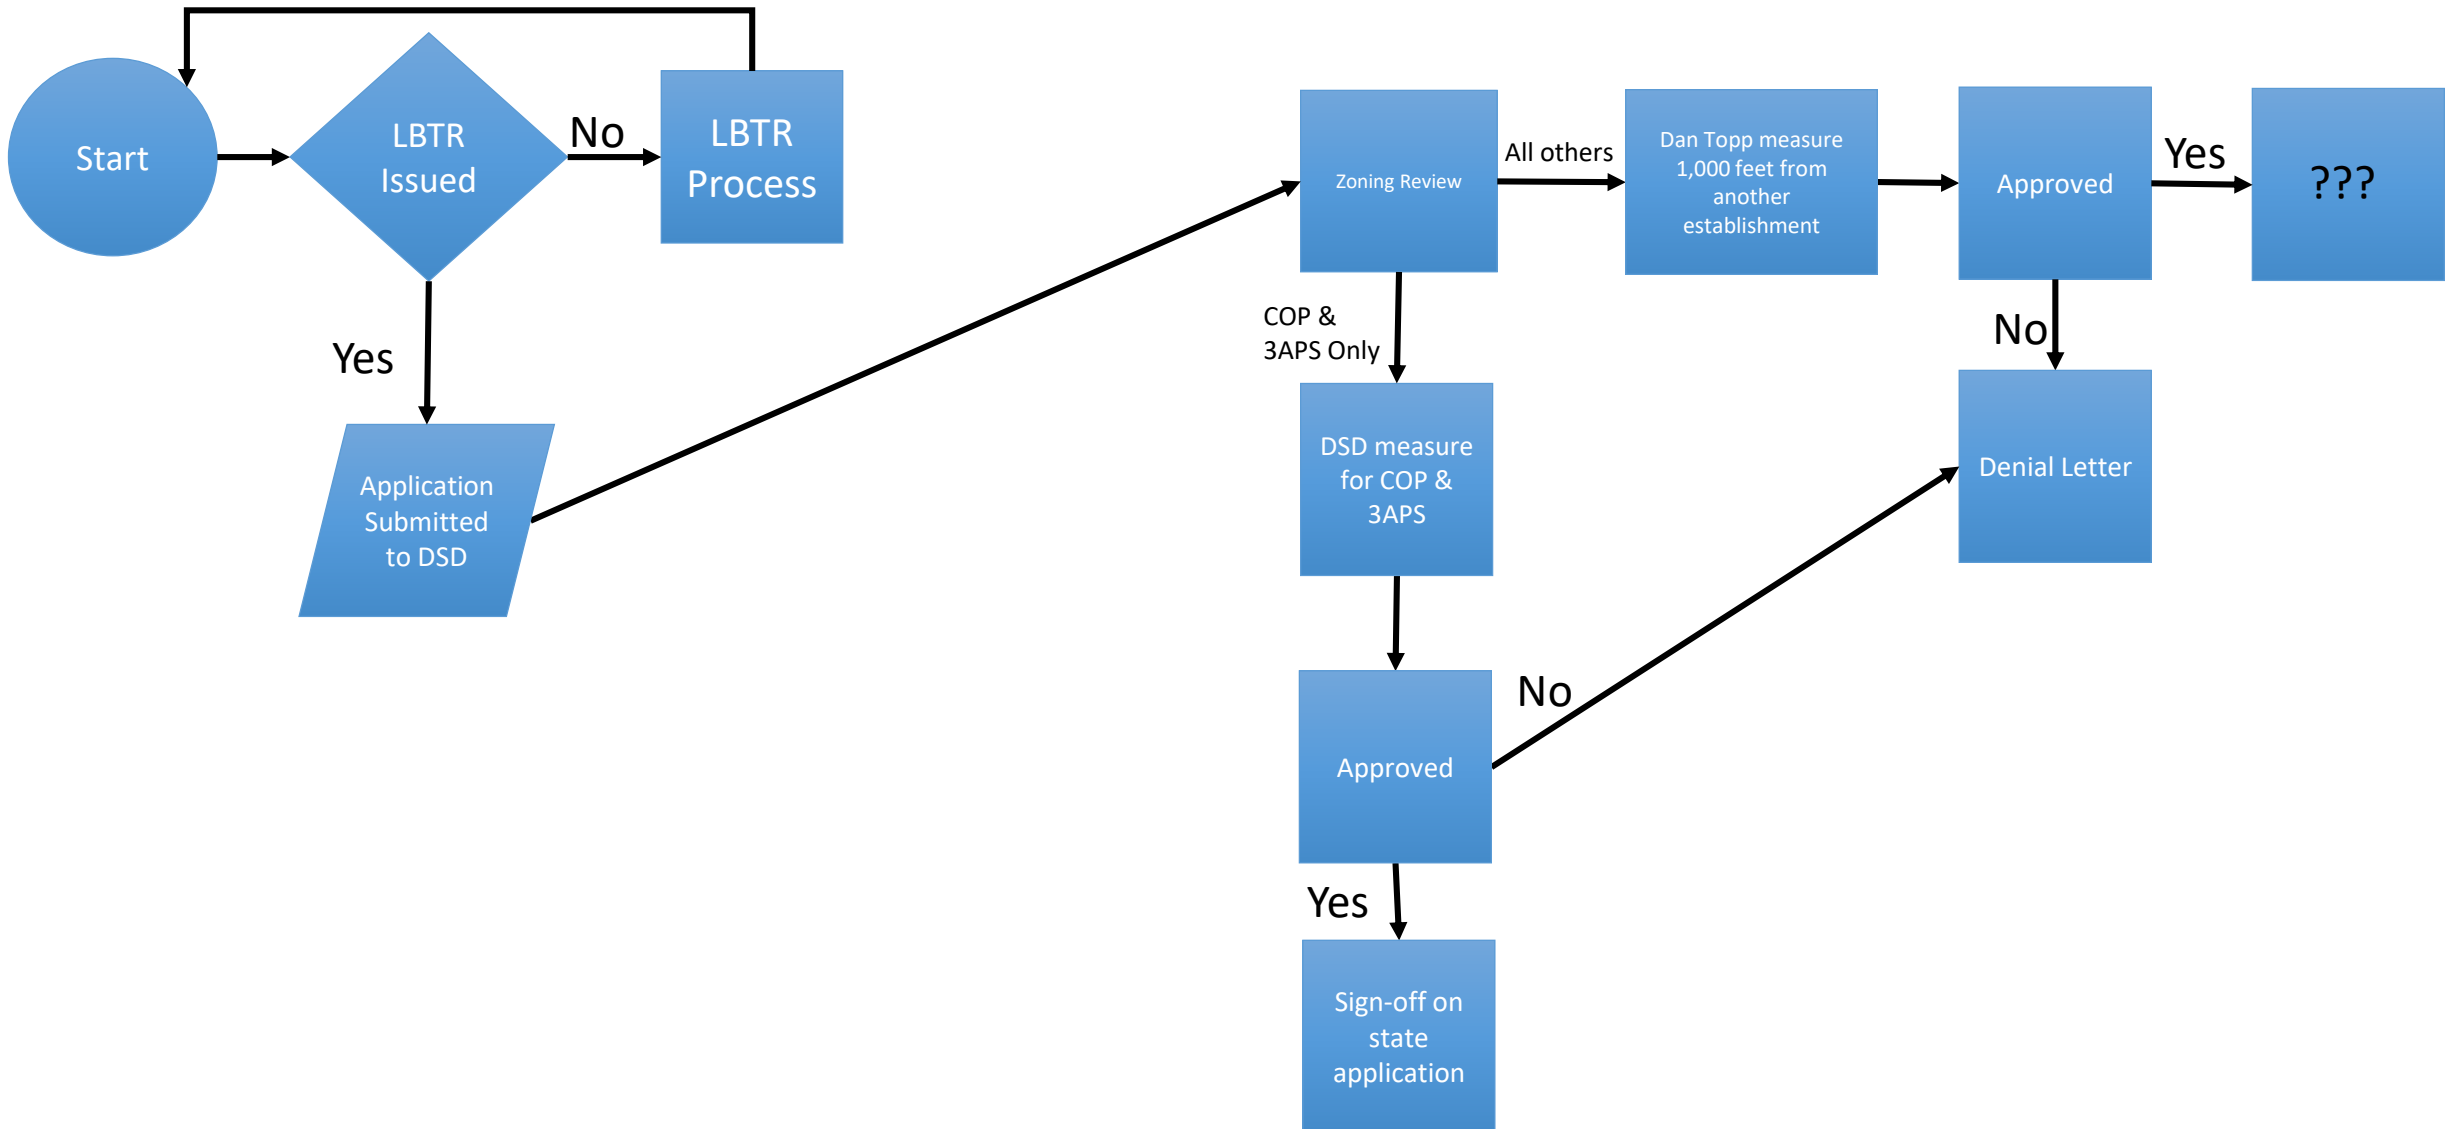 Start
LBTR
Issued
No
LBTR
Process
Yes
Application
Submitted
to DSD
Zoning Review
All others
Dan Topp measure
1,000 feet from
another
establishment
Approved
Yes
???
COP &
3APS Only
No
DSD measure
for COP &
3APS
Denial Letter
No
Approved
Yes
Sign-off on
state
application